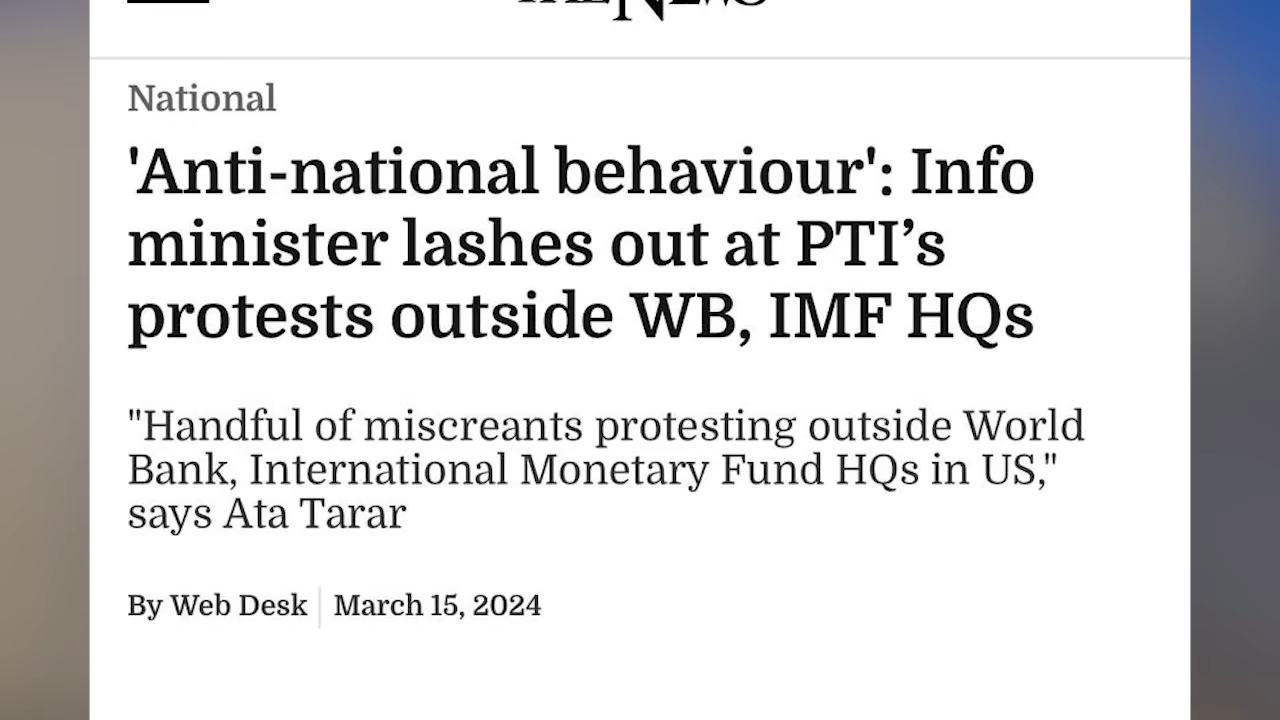 National
'Anti-national behaviour': Info
minister lashes out at PTI’s
protests outside WB, IMF HQs
"Handful of miscreants protesting outside World
Bank, International Monetary Fund HQs in US,"
says Ata Tarar
By Web Desk
March 15, 2024